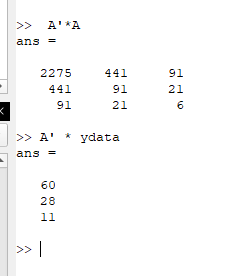 >> A'*A
ans =
2275 441 91
441 91 21
91 21 6
>> A' * ydata
ans =
60
28
11
>>